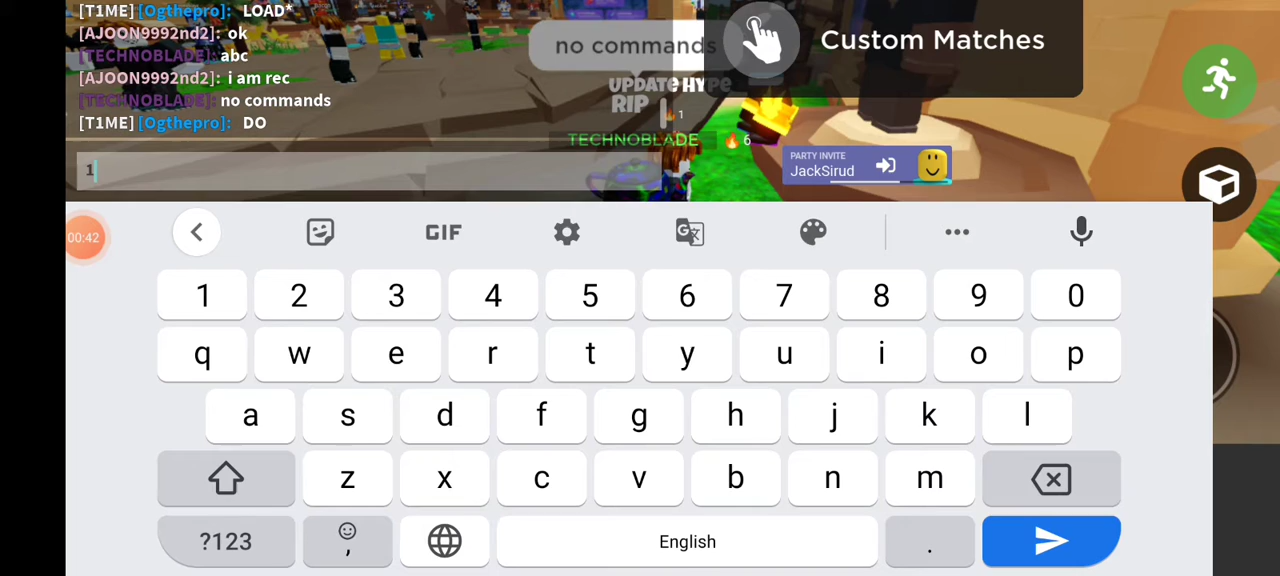 [T1ME] [Ogthepro]: LOAD*
[AJOON9992nd2]: ok
[TECHNOBLADE]: abc
[AJOON9992nd2]: i am rec
[TECHNOBLADE]: no commands
[T1ME] [Ogthepro]: DO
no commands
Custom Matches
UPDATE HYPE
RIP
1
TECHNOBLADE 6
PARTY INVITE
JackSirud
1
00:42
GIF
1 2 3 4 5 6 7 8 9 0
q w e r t y u i o p
a s d f g h j k l
z x c v b n m
?123 , English .